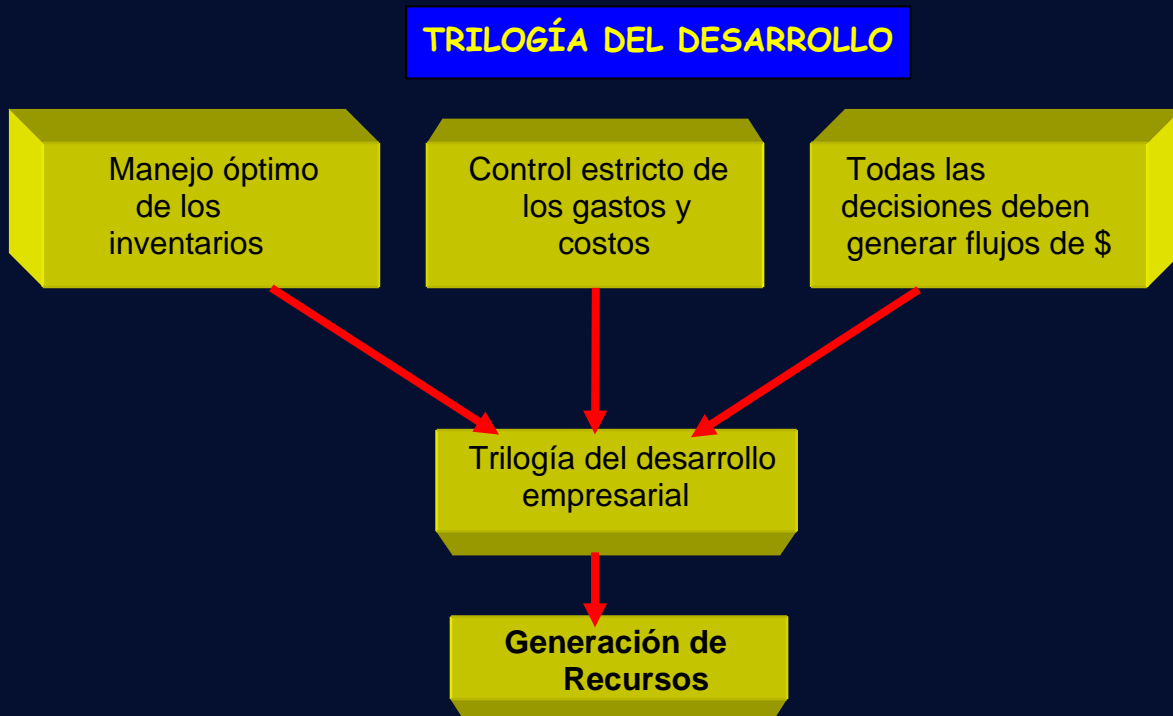 TRILOGÍA DEL DESARROLLO
Manejo óptimo
de los
inventarios
Control estricto de
los gastos y
costos
Todas las
decisiones deben
generar flujos de $
Trilogía del desarrollo
empresarial
Generación de
Recursos